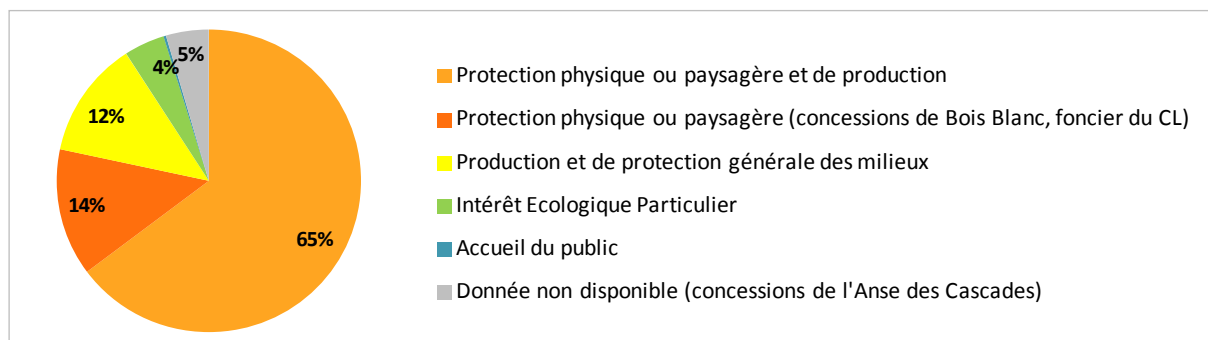 5%
4%
12%
14%
65%
Protection physique ou paysagère et de production
Protection physique ou paysagère (concessions de Bois Blanc, foncier du CL)
Production et de protection générale des milieux
Intérêt Ecologique Particulier
Accueil du public
Donnée non disponible (concessions de l'Anse des Cascades)